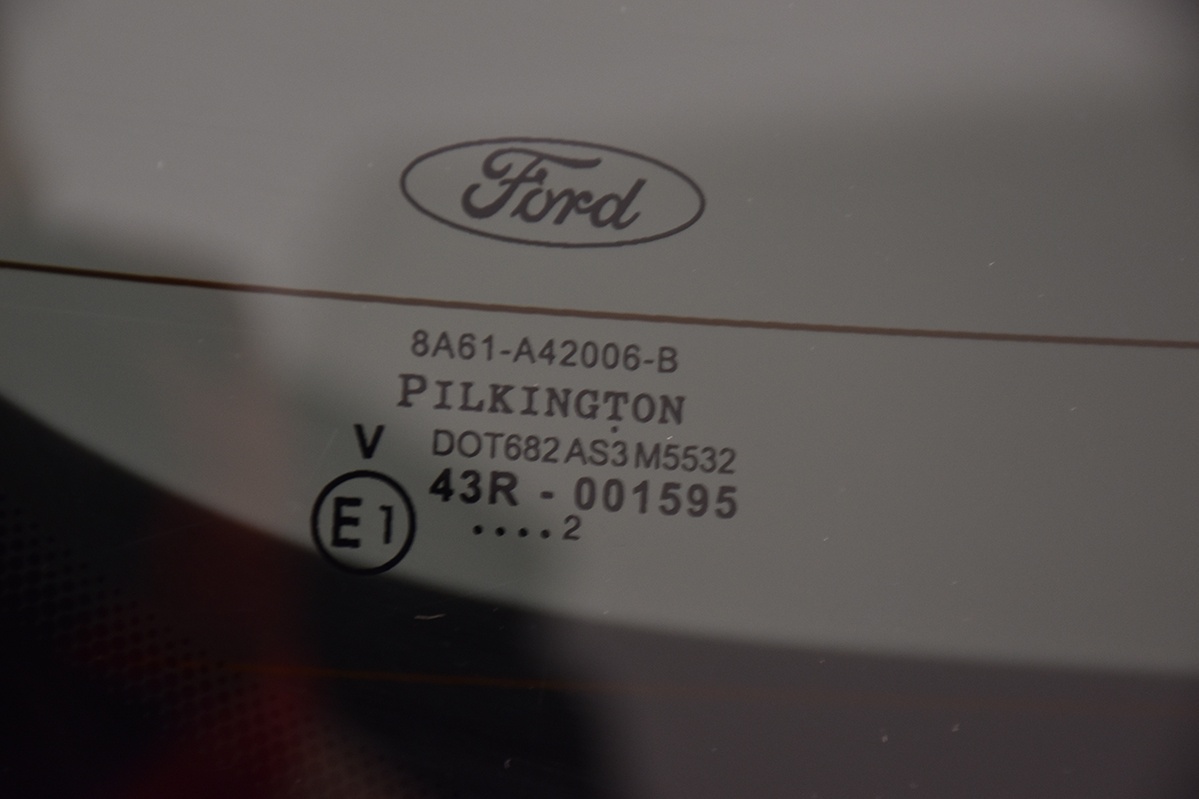 Ford
8A61-A42006-B
PILKINGTON
V DOT682 AS3 M5532
E1 43R - 001595
....2